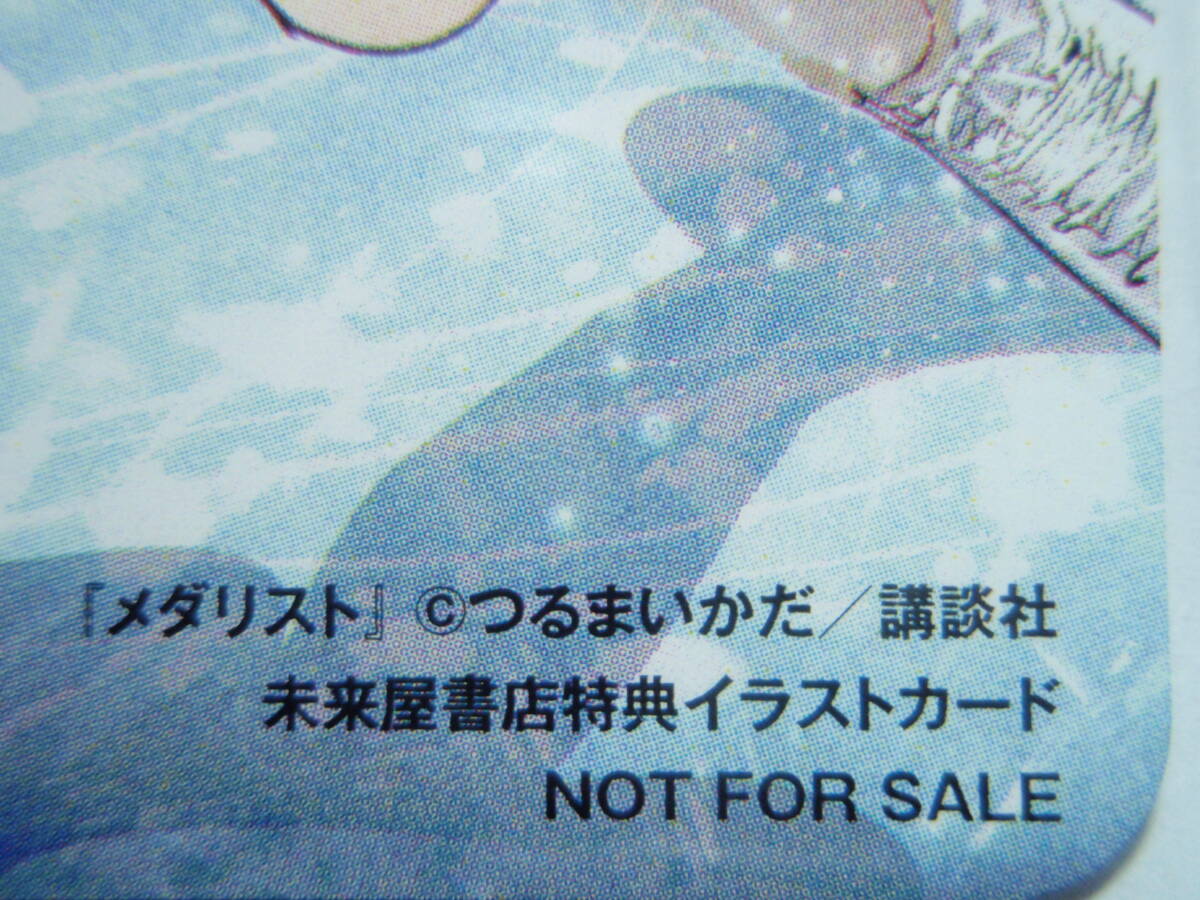 『メダリスト』©つるまいかだ／講談社
未来屋書店特典イラストカード
NOT FOR SALE